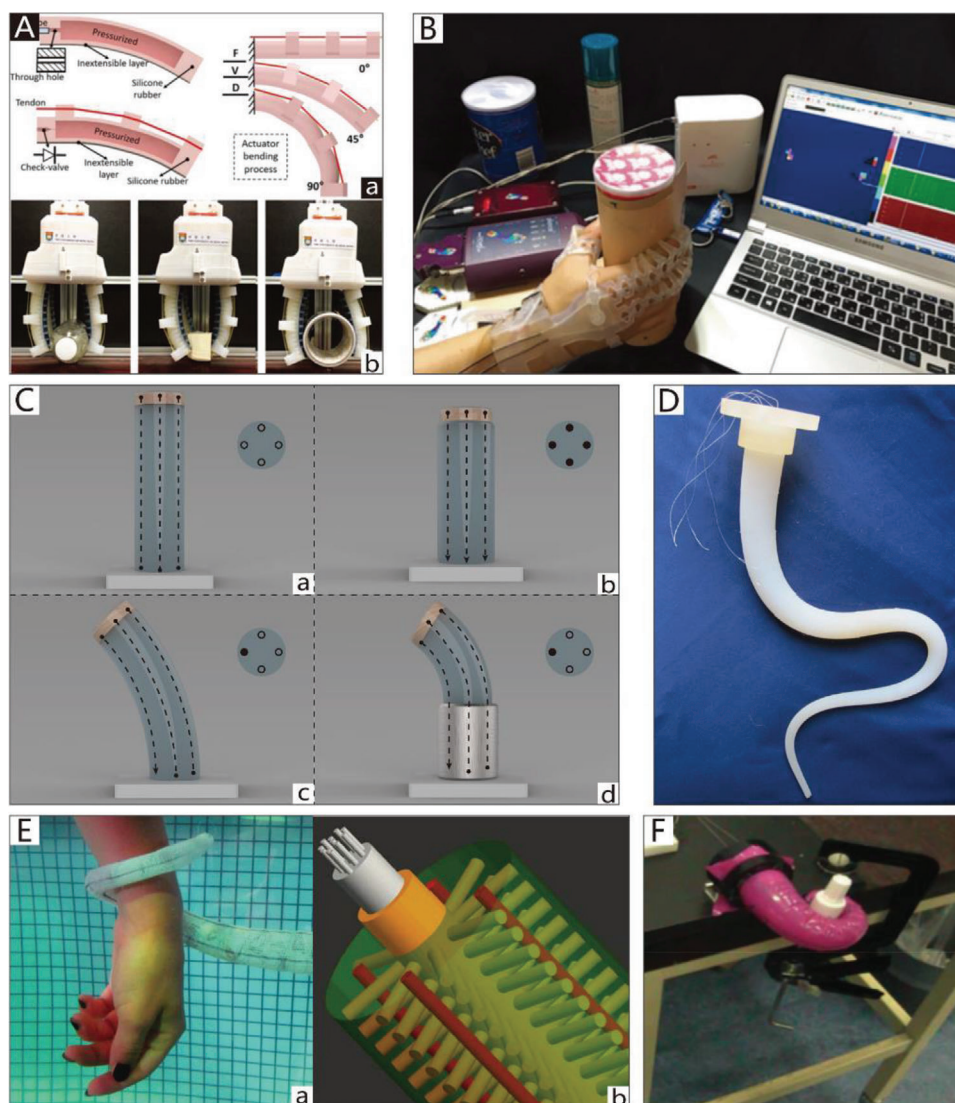 A
Pressurized
Inextensible layer
Through hole
Silicone rubber
Tendon
Pressurized
Inextensible
layer
Check-valve
Silicone rubber
a
F
V
D
0°
45°
90°
Actuator
bending
process
b
B
SAMSUNG
C
a
b
c
d
D
E
a
b
F